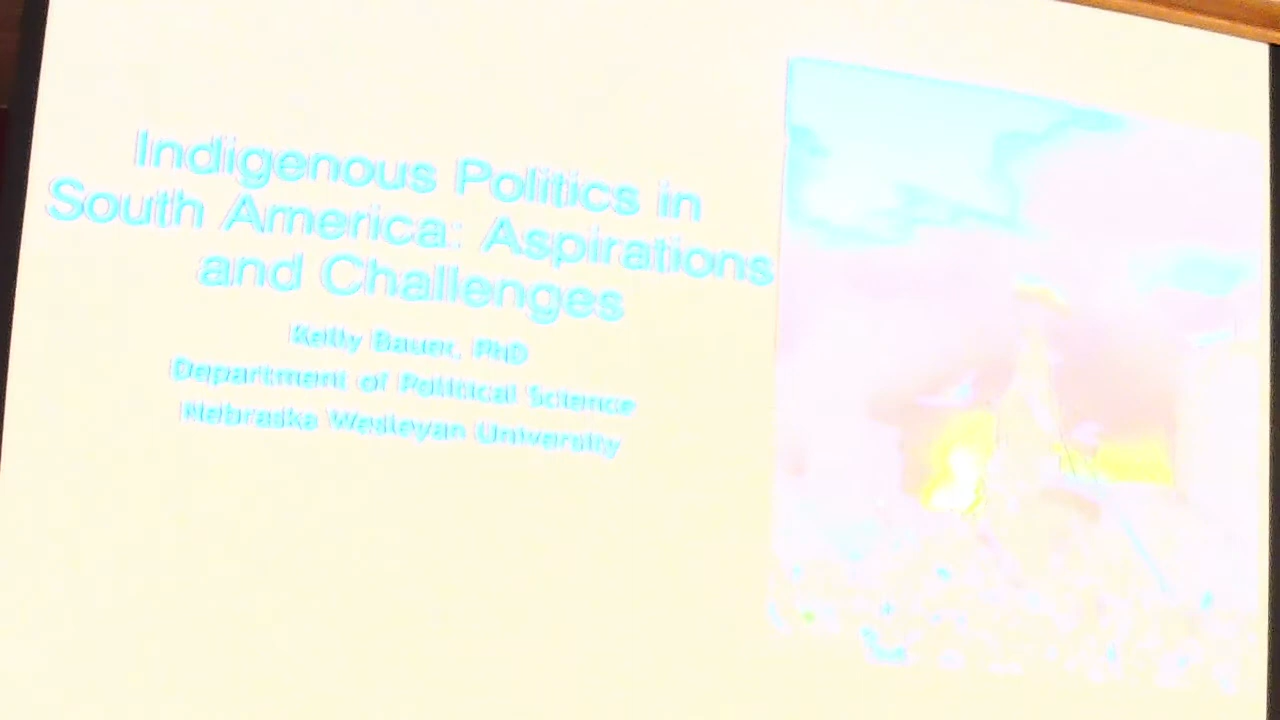 Indigenous Politics in
South America: Aspirations
and Challenges
Kelly Bauer, PhD
Department of Political Science
Nebraska Wesleyan University